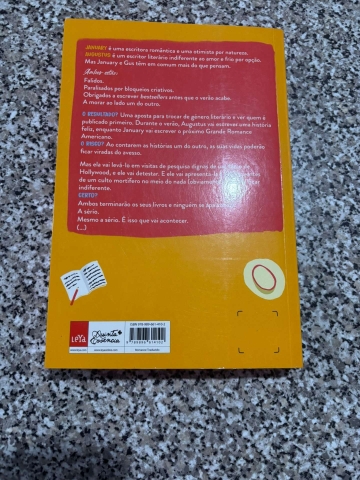 JANUARY é uma escritora romântica e uma otimista por natureza.
AUGUSTUS é um escritor literário indiferente ao amor e frio por opção.
Mas January e Gus têm em comum mais do que pensam.
Ambos estão:
Falidos.
Paralisados por bloqueios criativos.
Obrigados a escrever bestsellers antes que o verão acabe.
A morar ao lado um do outro.
O RESULTADO? Uma aposta para trocar de género literário e ver quem é
publicado primeiro. Durante o verão, Augustus vai escrever uma história
feliz, enquanto January vai escrever o próximo Grande Romance
Americano.
O RISCO? Ao contarem as histórias um do outro, as suas vidas poderão
ficar viradas do avesso.
Mas ela vai levá-lo em visitas de pesquisa dignas de
Hollywood, e ele vai detestar. E ele vai
de um culto mortífero no meio do nada
indiferente.
CERTO?
Ambos terminarão os seus livros e ninguém se
A sério.
Mesmo a sério. É isso que vai acontecer.
(...)
LEYA
Quinta
Essência